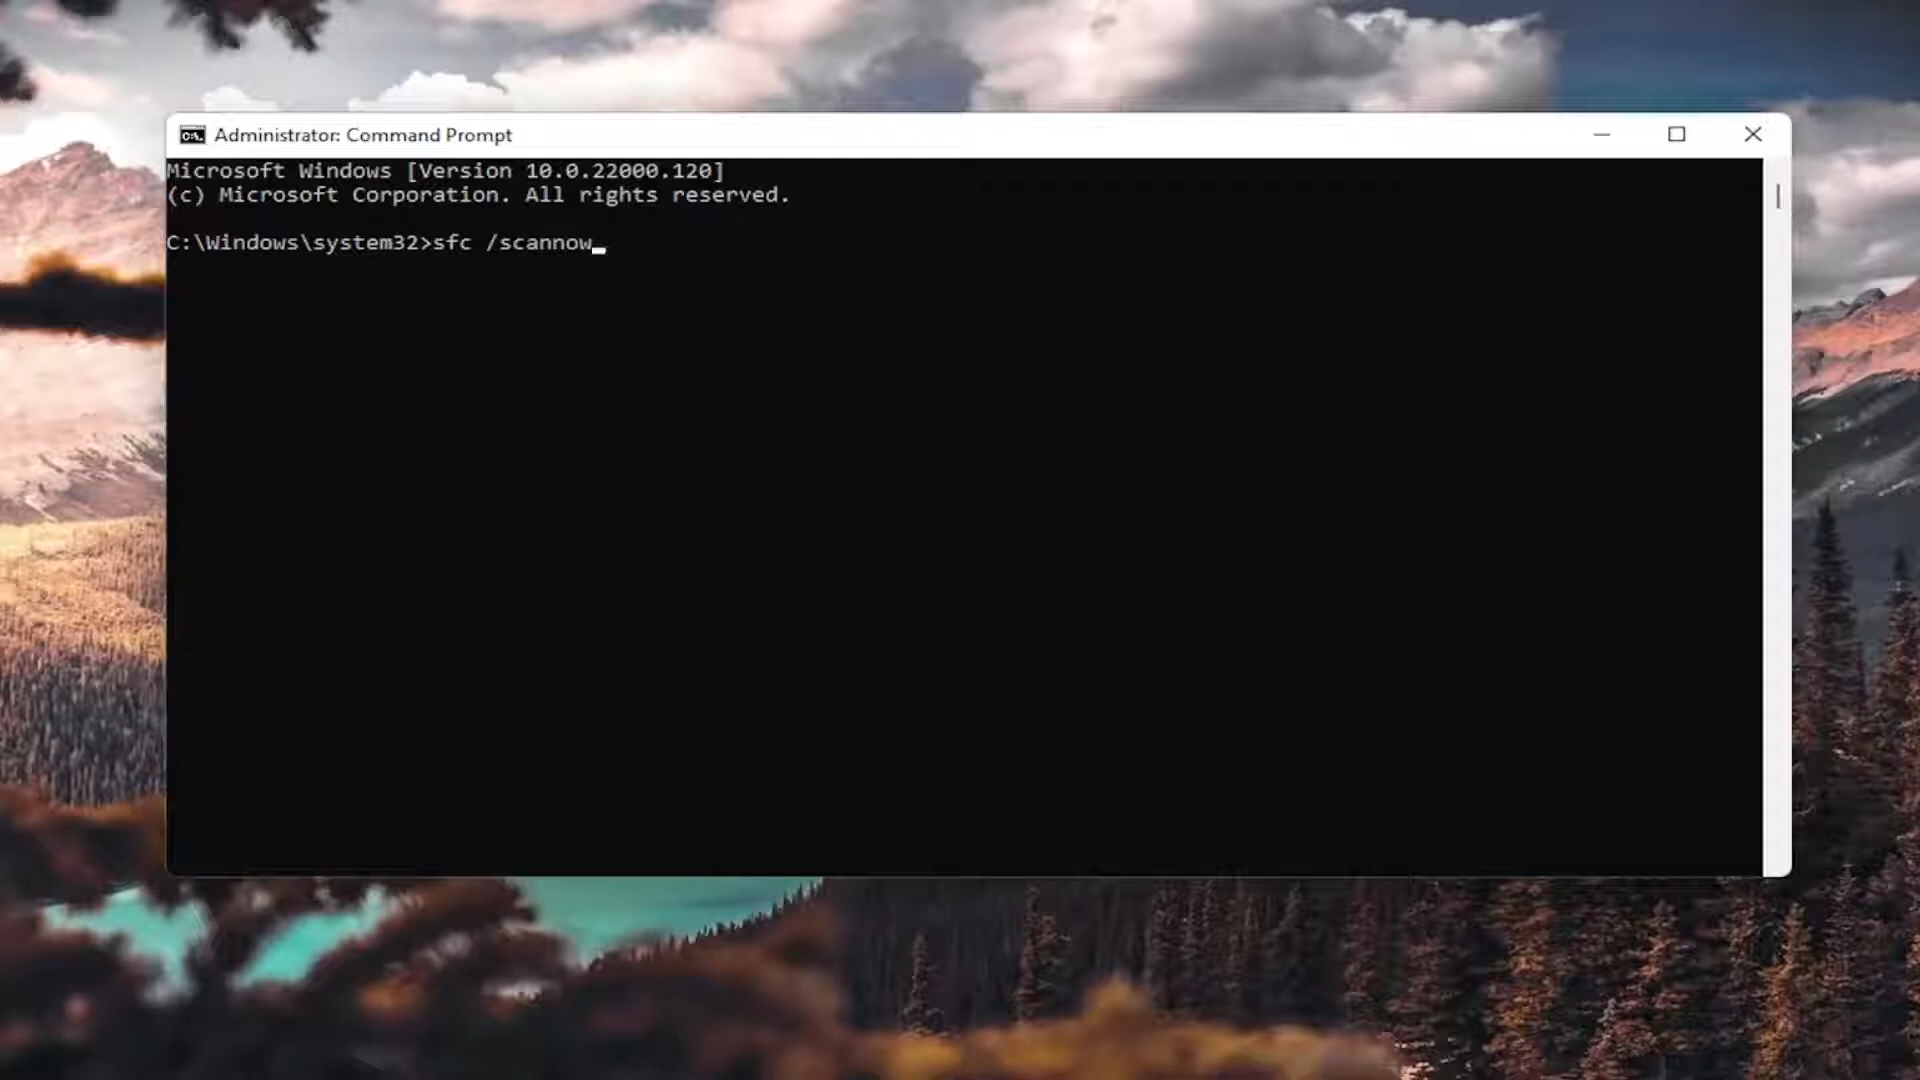 Administrator: Command Prompt
Microsoft Windows [Version 10.0.22000.120]
(c) Microsoft Corporation. All rights reserved.
C:\Windows\system32>sfc /scannow